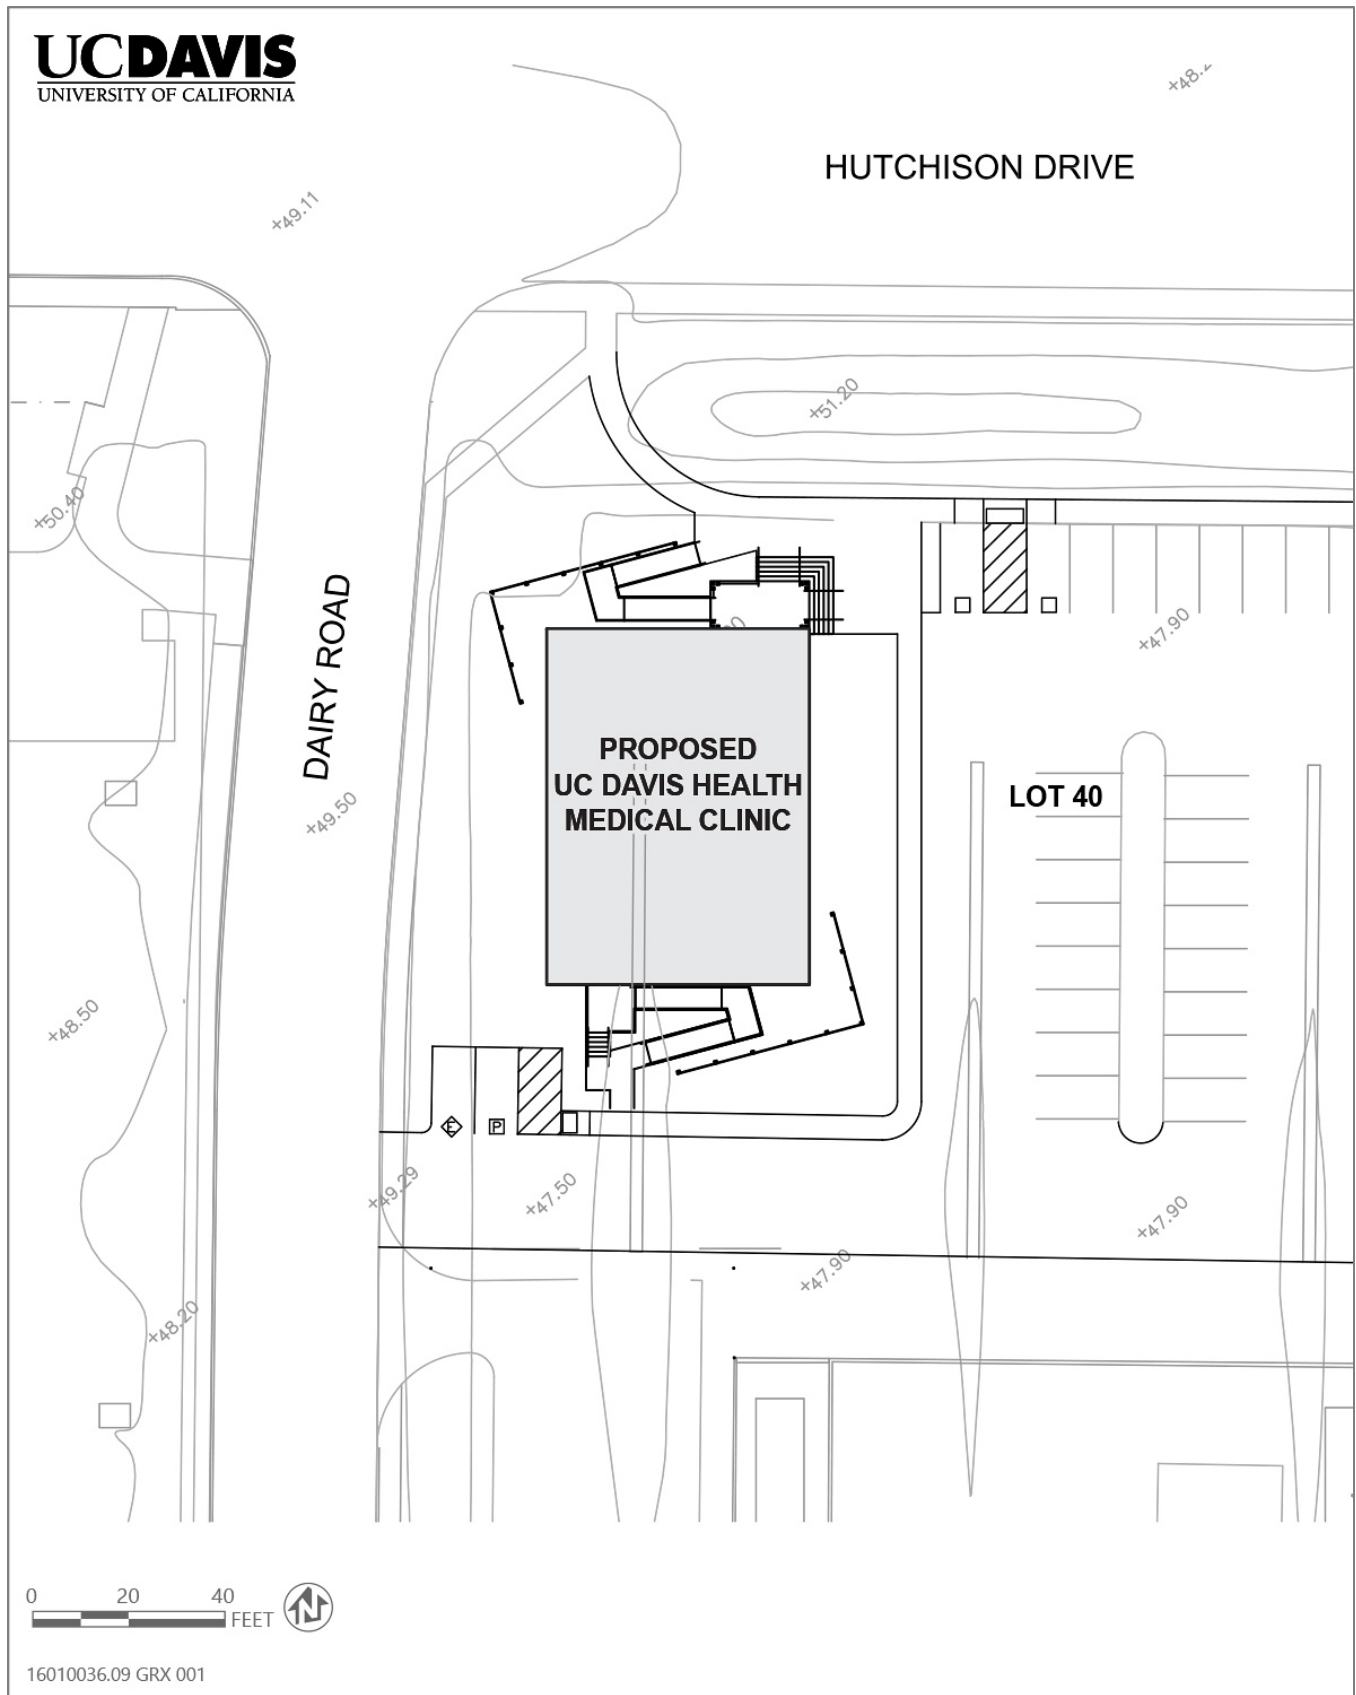 UCDAVIS
UNIVERSITY OF CALIFORNIA
HUTCHISON DRIVE
+49.11
+51.20
+50.40
DAIRY ROAD
+47.90
PROPOSED
UC DAVIS HEALTH
MEDICAL CLINIC
LOT 40
+49.50
+48.50
E
P
+49.29
+47.50
+47.90
+47.90
+48.20
0 20 40
FEET
N
16010036.09 GRX 001